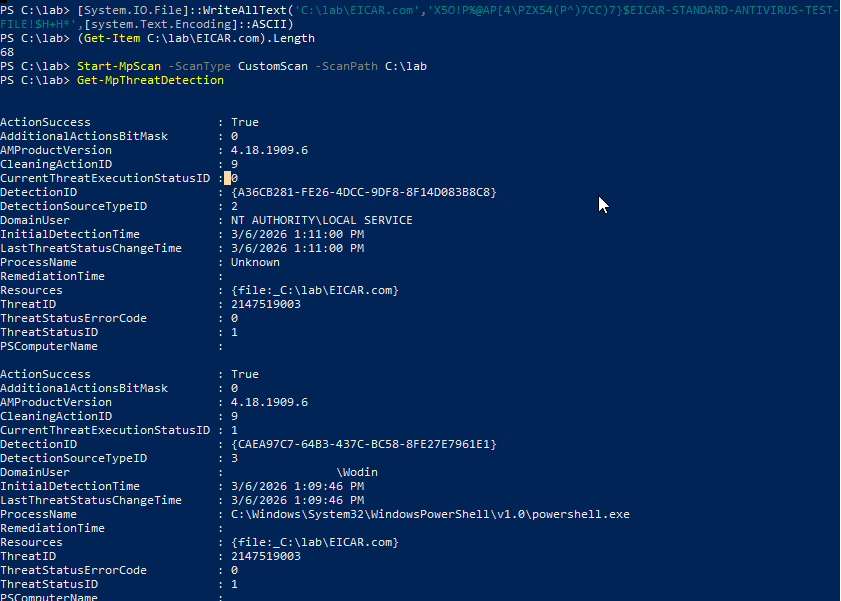 PS C:\lab> [System.IO.File]::WriteAllText('C:\lab\EICAR.com','X5O!P%@AP[4\PZX54(P^)7CC)7}$EICAR-STANDARD-ANTIVIRUS-TEST-
FILE!$H+H*',[system.Text.Encoding]::ASCII)
PS C:\lab> (Get-Item C:\lab\EICAR.com).Length
68
PS C:\lab> Start-MpScan -ScanType CustomScan -ScanPath C:\lab
PS C:\lab> Get-MpThreatDetection
ActionSuccess : True
AdditionalActionsBitMask : 0
AMProductVersion : 4.18.1909.6
CleaningActionID : 9
CurrentThreatExecutionStatusID : 0
DetectionID : {A36CB281-FE26-4DCC-9DF8-8F14D083B8C8}
DetectionSourceTypeID : 2
DomainUser : NT AUTHORITY\LOCAL SERVICE
InitialDetectionTime : 3/6/2026 1:11:00 PM
LastThreatStatusChangeTime : 3/6/2026 1:11:00 PM
ProcessName : Unknown
RemediationTime :
Resources : {file:_C:\lab\EICAR.com}
ThreatID : 2147519003
ThreatStatusErrorCode : 0
ThreatStatusID : 1
PSComputerName :
ActionSuccess : True
AdditionalActionsBitMask : 0
AMProductVersion : 4.18.1909.6
CleaningActionID : 9
CurrentThreatExecutionStatusID : 1
DetectionID : {CAEA97C7-64B3-437C-BC58-8FE27E7961E1}
DetectionSourceTypeID : 3
DomainUser : \Wodin
InitialDetectionTime : 3/6/2026 1:09:46 PM
LastThreatStatusChangeTime : 3/6/2026 1:09:46 PM
ProcessName : C:\Windows\System32\WindowsPowerShell\v1.0\powershell.exe
RemediationTime :
Resources : {file:_C:\lab\EICAR.com}
ThreatID : 2147519003
ThreatStatusErrorCode : 0
ThreatStatusID : 1
PSComputerName :